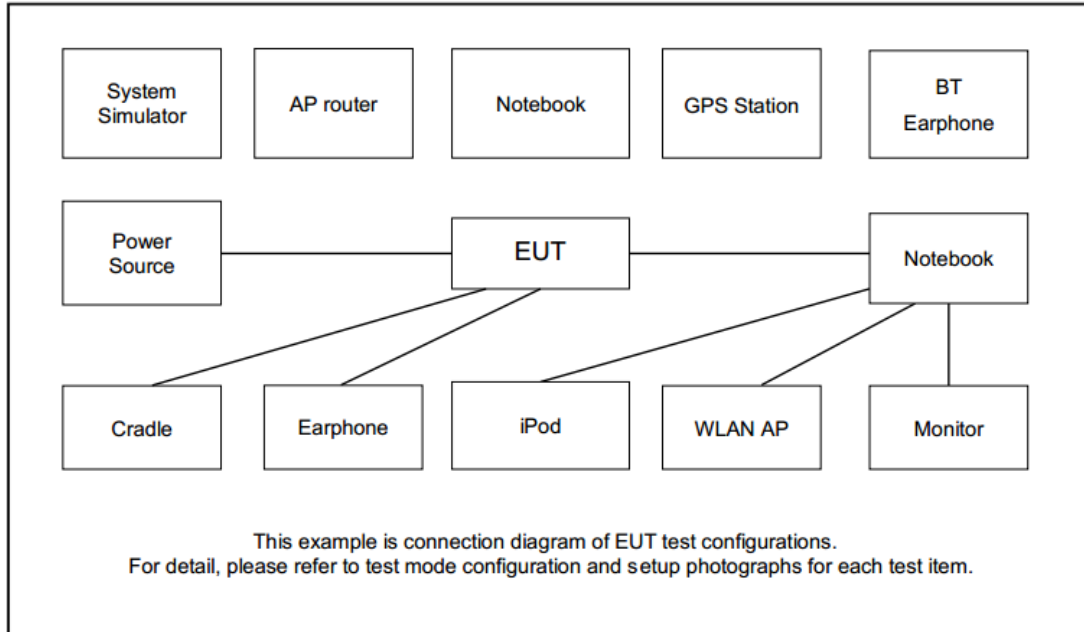 System
Simulator
AP router
Notebook
GPS Station
BT
Earphone
Power
Source
EUT
Notebook
Cradle
Earphone
iPod
WLAN AP
Monitor
This example is connection diagram of EUT test configurations.
For detail, please refer to test mode configuration and setup photographs for each test item.